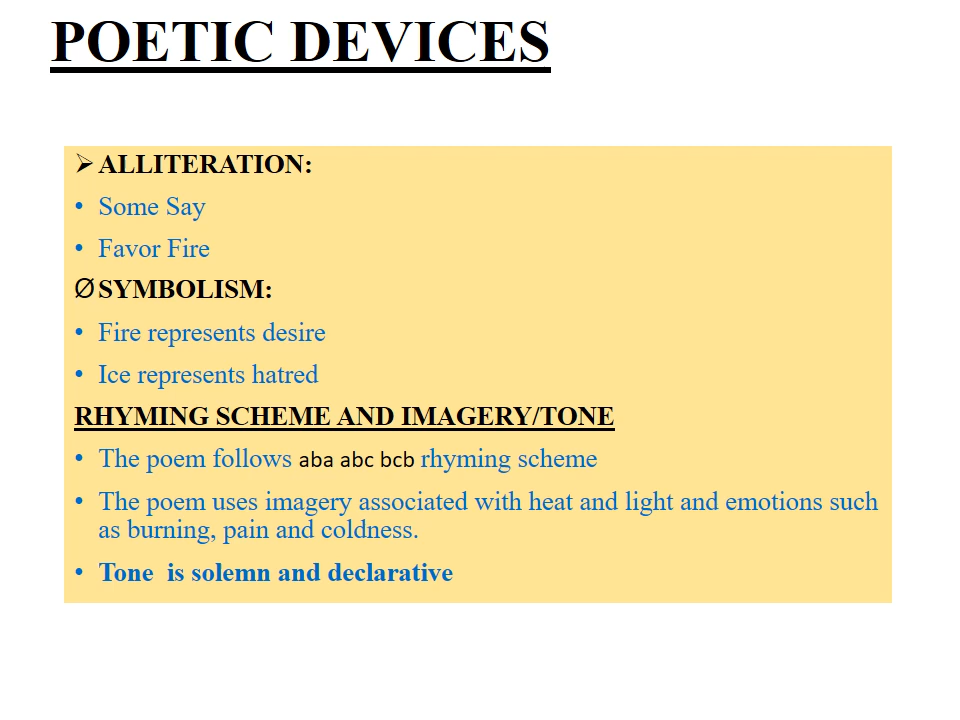 POETIC DEVICES
➢ ALLITERATION:
• Some Say
• Favor Fire
Ø SYMBOLISM:
• Fire represents desire
• Ice represents hatred
RHYMING SCHEME AND IMAGERY/TONE
• The poem follows aba abc bcb rhyming scheme
• The poem uses imagery associated with heat and light and emotions such
as burning, pain and coldness.
• Tone  is solemn and declarative